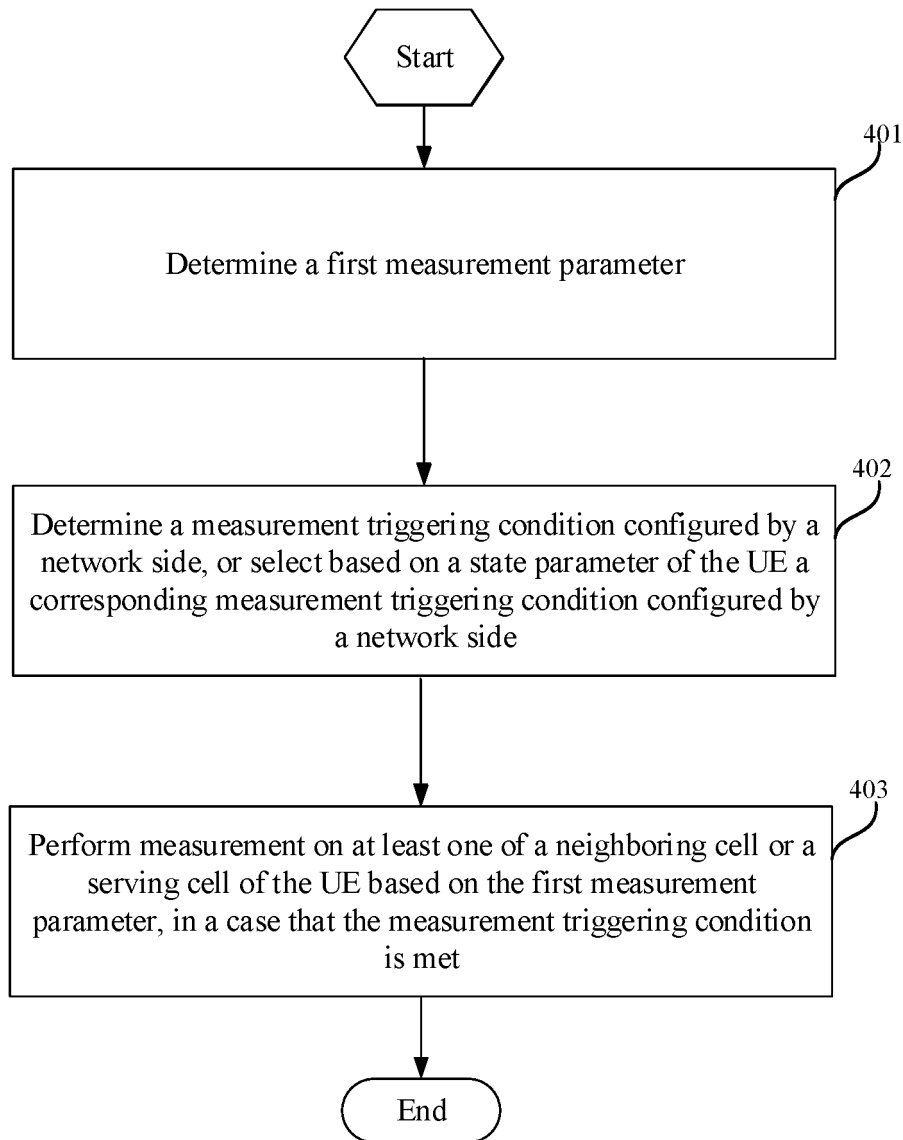 Start
401
Determine a first measurement parameter
402
Determine a measurement triggering condition configured by a
network side, or select based on a state parameter of the UE a
corresponding measurement triggering condition configured by
a network side
403
Perform measurement on at least one of a neighboring cell or a
serving cell of the UE based on the first measurement
parameter, in a case that the measurement triggering condition
is met
End